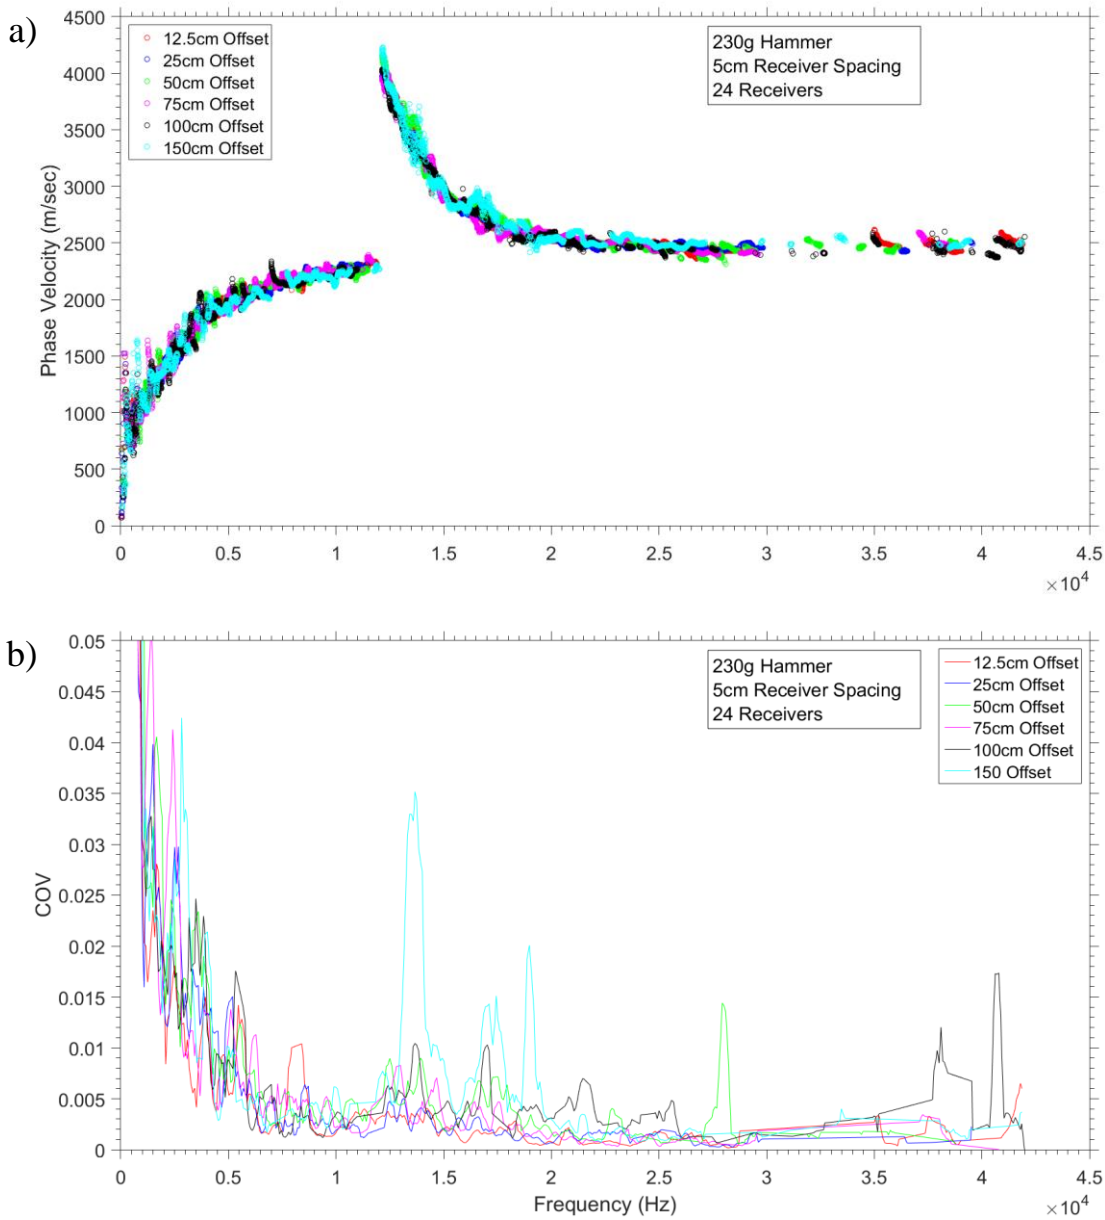 a)
4500
4000
3500
3000
2500
2000
1500
1000
500
0
Phase Velocity (m/sec)
12.5cm Offset
25cm Offset
50cm Offset
75cm Offset
100cm Offset
150cm Offset
230g Hammer
5cm Receiver Spacing
24 Receivers
0 0.5 1 1.5 2 2.5 3 3.5 4 4.5
×10⁴
b)
0.05
0.045
0.04
0.035
0.03
0.025
0.02
0.015
0.01
0.005
0
COV
230g Hammer
5cm Receiver Spacing
24 Receivers
12.5cm Offset
25cm Offset
50cm Offset
75cm Offset
100cm Offset
150 Offset
0 0.5 1 1.5 2 2.5 3 3.5 4 4.5
Frequency (Hz)
×10⁴